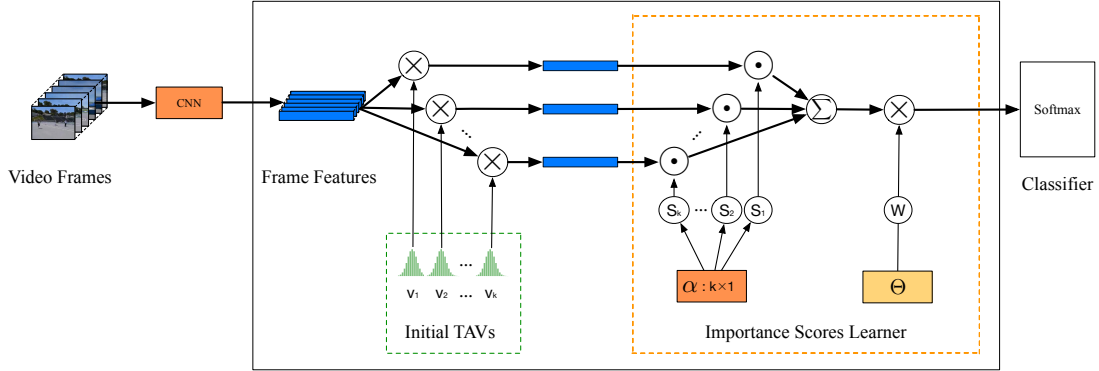 CNN
Softmax
Video Frames
Frame Features
Classifier
Σ
S_k ... S_2 S_1
W
α : k×1
Θ
v_1 v_2 ... v_k
Initial TAVs
Importance Scores Learner